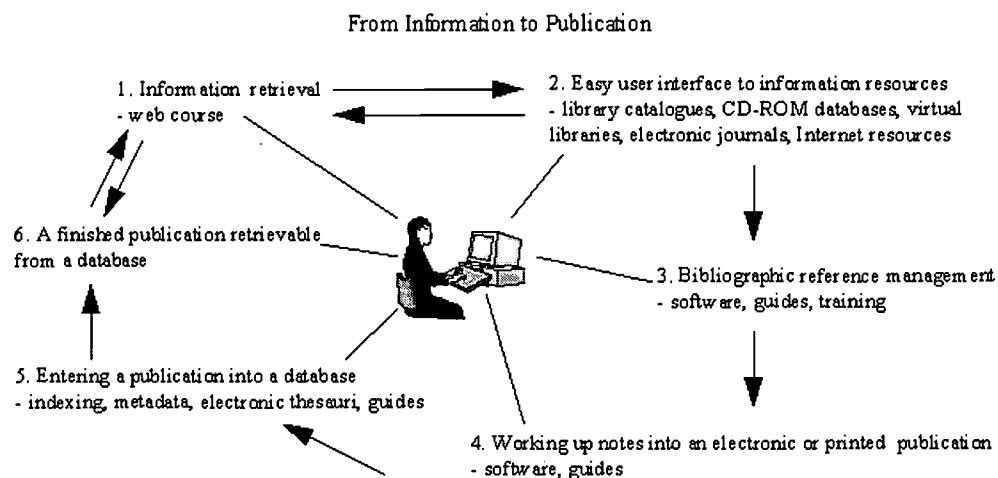 From Information to Publication
1. Information retrieval
- web course
2. Easy user interface to information resources
- library catalogues, CD-ROM databases, virtual
libraries, electronic journals, Internet resources
3. Bibliographic reference management
- software, guides, training
4. Working up notes into an electronic or printed publication
- software, guides
5. Entering a publication into a database
- indexing, metadata, electronic thesauri, guides
6. A finished publication retrievable
from a database